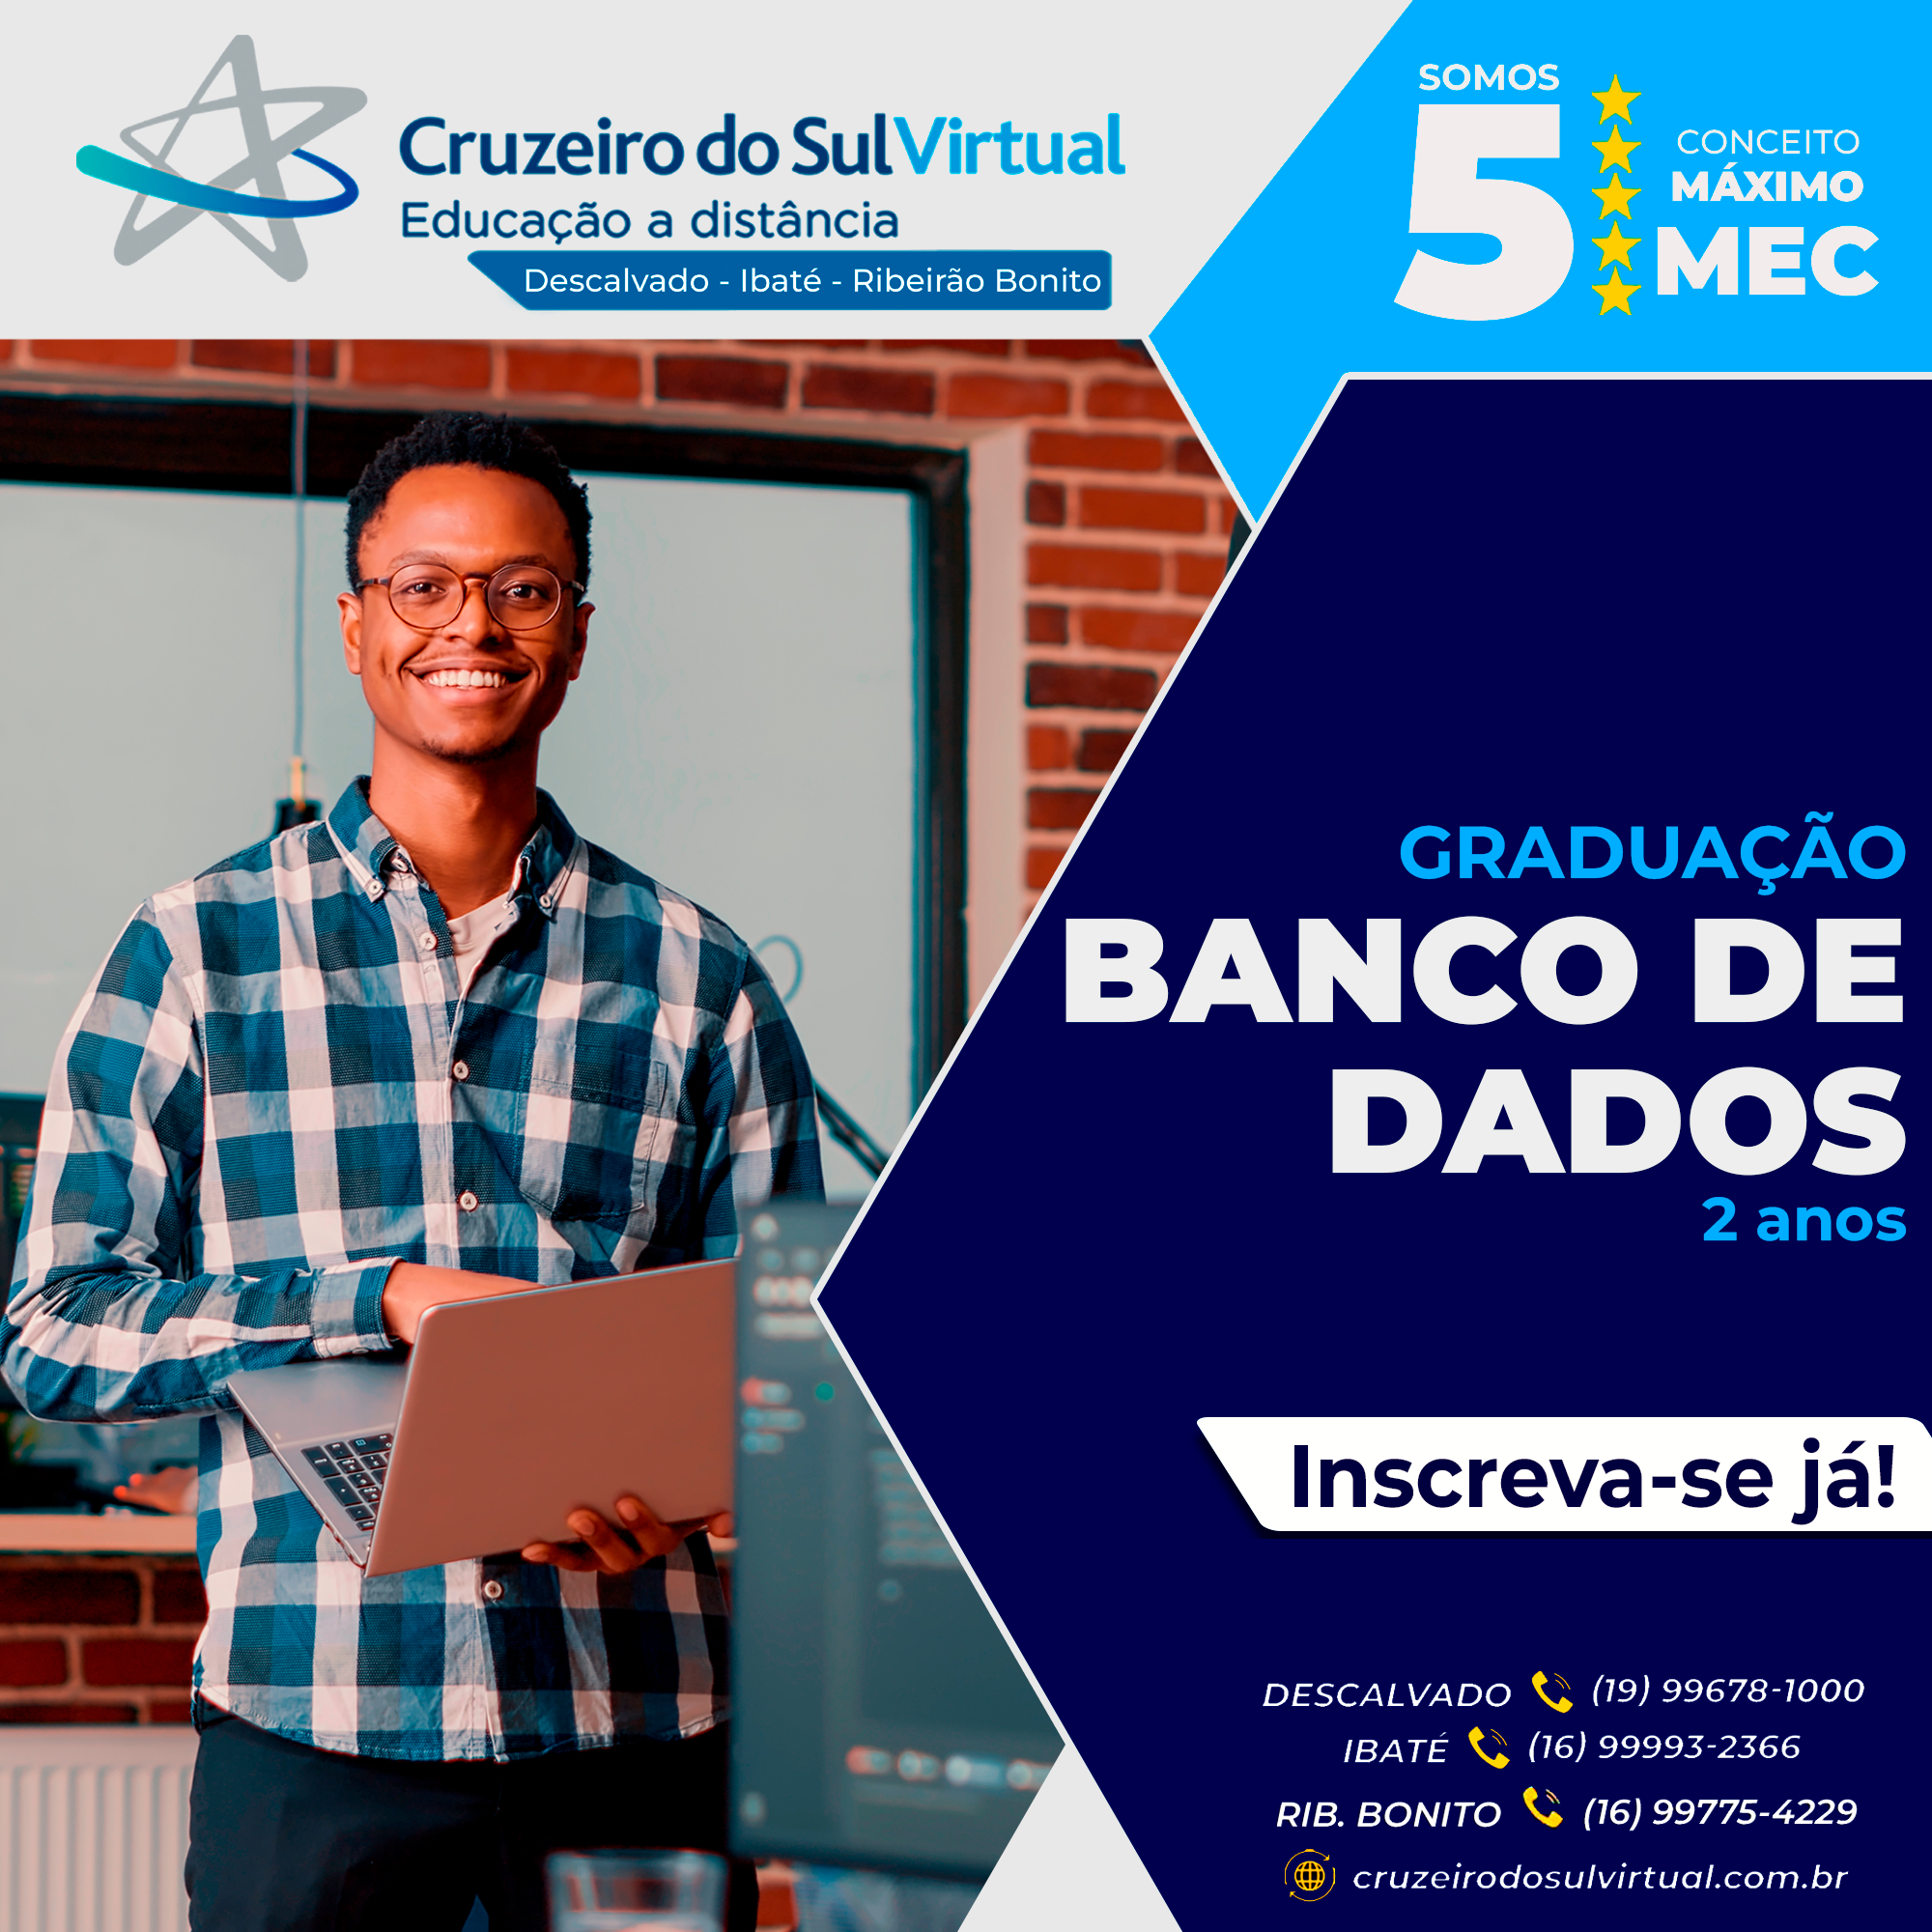 Cruzeiro do Sul Virtual
Educação a distância
Descalvado - Ibaté - Ribeirão Bonito
SOMOS
5
CONCEITO
MÁXIMO
MEC
GRADUAÇÃO
BANCO DE
DADOS
2 anos
Inscreva-se já!
DESCALVADO (19) 99678-1000
IBATÉ (16) 99993-2366
RIB. BONITO (16) 99775-4229
cruzeirodosulvirtual.com.br